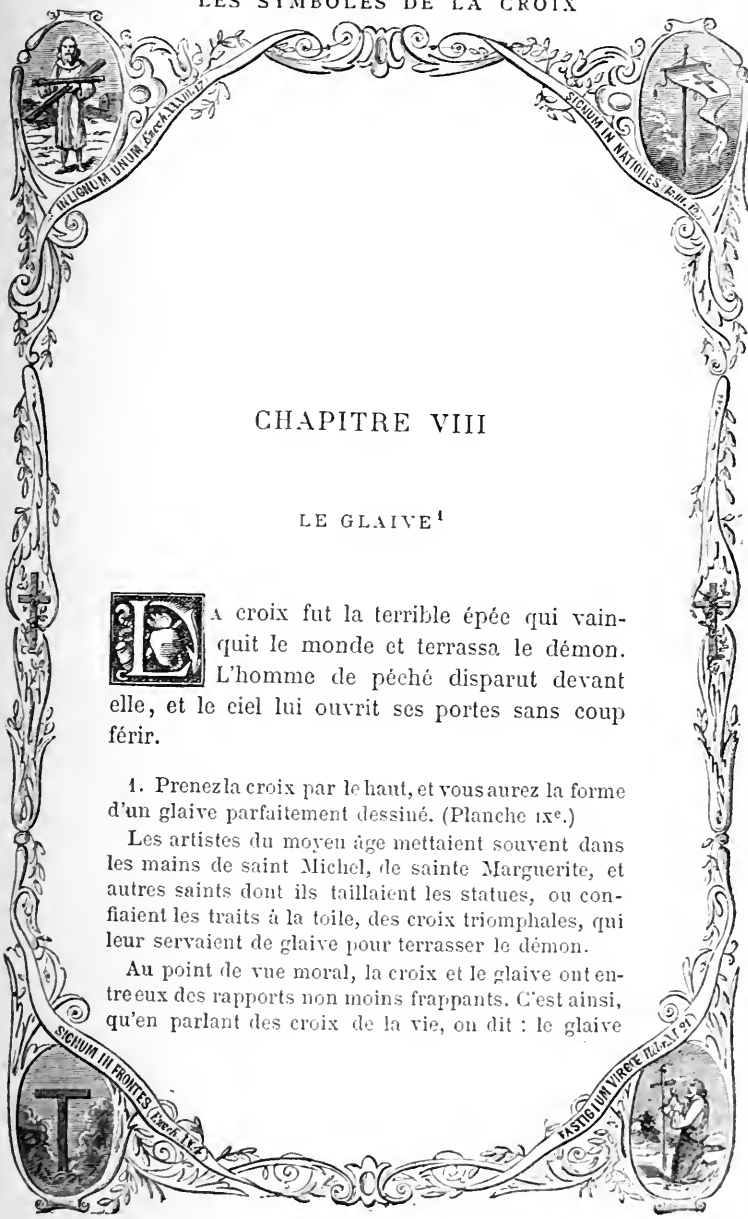 LES SYMBOLES DE LA CROIX
IN LIGNUM UNUM. Ezech. XXXVII. 17
SIGNUM IN NATIONES
CHAPITRE VIII
LE GLAIVE¹
LA croix fut la terrible épée qui vain-
quit le monde et terrassa le démon.
L'homme de péché disparut devant
elle, et le ciel lui ouvrit ses portes sans coup
férir.
1. Prenez la croix par le haut, et vous aurez la forme
d'un glaive parfaitement dessiné. (Planche IXe.)
Les artistes du moyen âge mettaient souvent dans
les mains de saint Michel, de sainte Marguerite, et
autres saints dont ils taillaient les statues, ou con-
fiaient les traits à la toile, des croix triomphales, qui
leur servaient de glaive pour terrasser le démon.
Au point de vue moral, la croix et le glaive ont en-
tre eux des rapports non moins frappants. C'est ainsi,
qu'en parlant des croix de la vie, on dit : le glaive
SIGNUM IN FRONTES
FASTIGIUM VIRGÆ
T